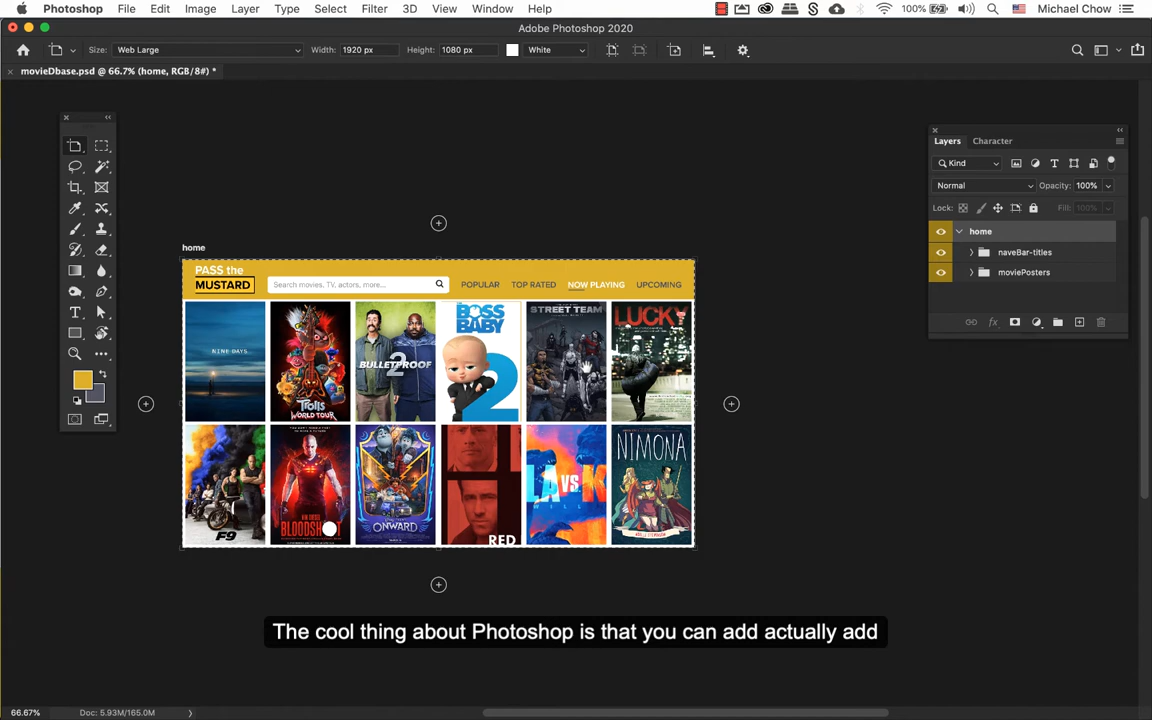 Photoshop File Edit Image Layer Type Select Filter 3D View Window Help 100% Michael Chow
Adobe Photoshop 2020
Size: Web Large Width: 1920 px Height: 1080 px White
movieDbase.psd @ 66.7% (home, RGB/8#) *
Layers Character
Kind
Normal Opacity: 100%
Lock: Fill: 100%
home
naveBar-titles
moviePosters
home
PASS the
MUSTARD
Search movies, TV, actors, more...
POPULAR TOP RATED NOW PLAYING UPCOMING
NINE DAYS
Trolls
WORLD TOUR
BULLETPROOF
2
BOSS
BABY
2
STREET TEAM
LUCKY
F9
BLOODSHOT
ONWARD
RED
LA VS K
NIMONA
The cool thing about Photoshop is that you can add actually add
66.67% Doc: 5.93M/165.0M